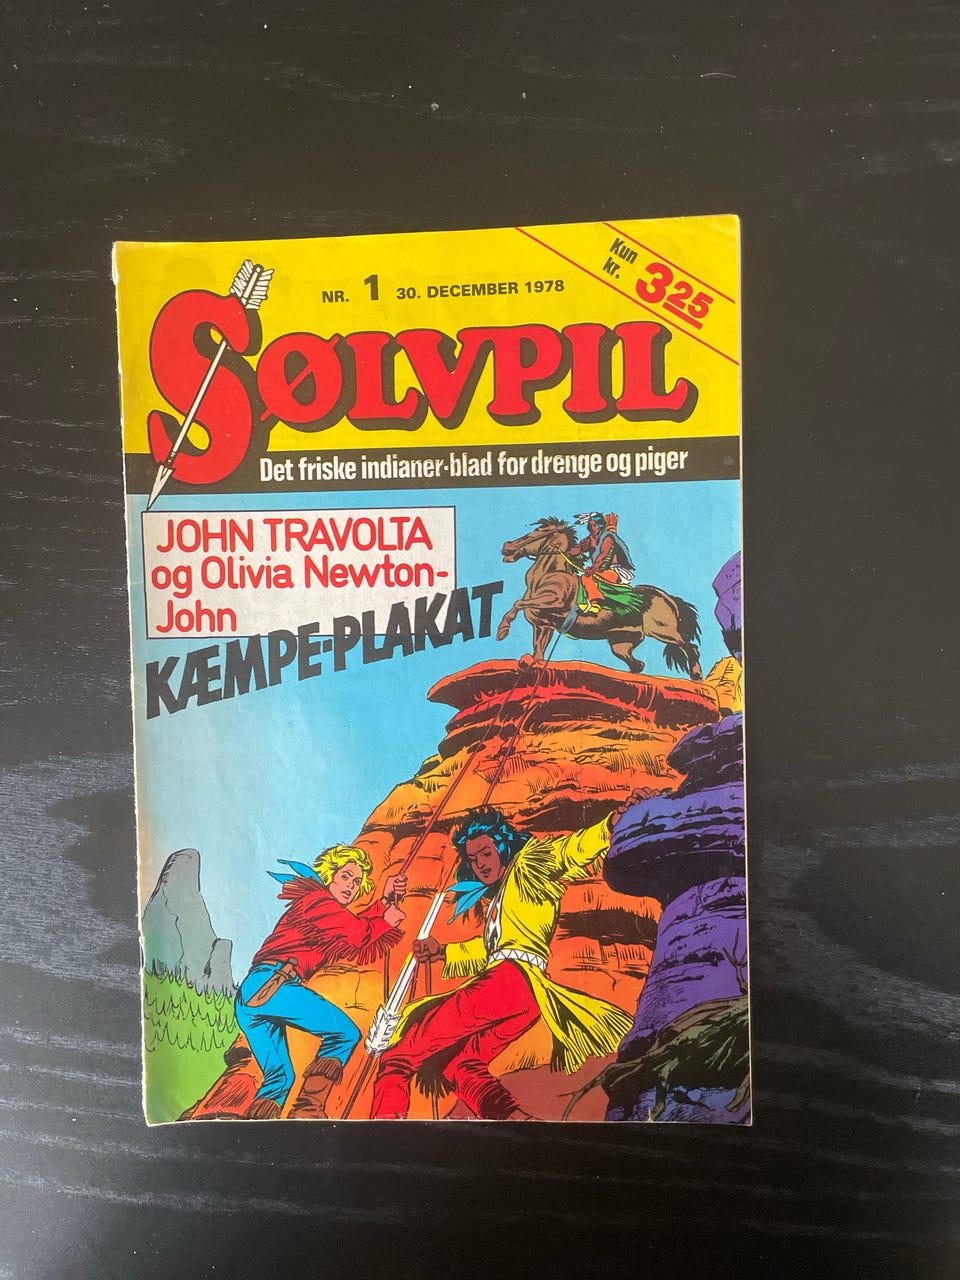 Kun
kr. 325
NR. 1 30. DECEMBER 1978
SØLVPIL
Det friske indianer-blad for drenge og piger
JOHN TRAVOLTA
og Olivia Newton-
John
KÆMPE-PLAKAT